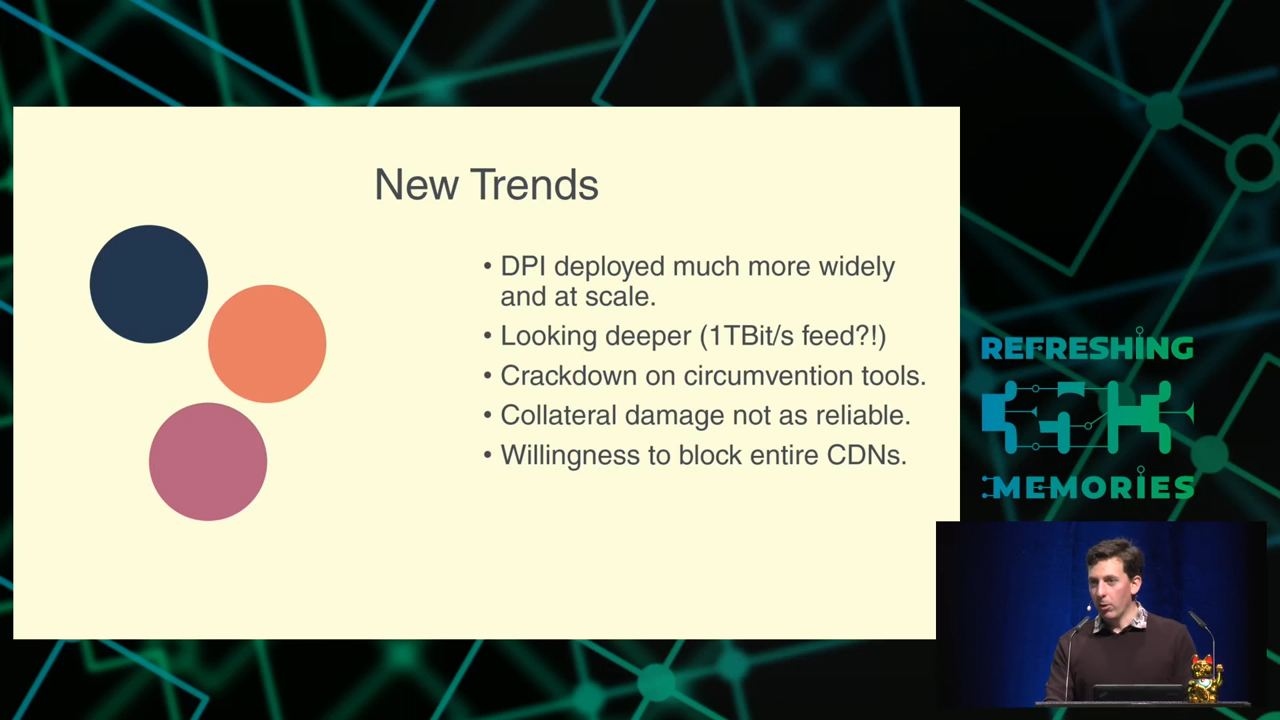 New Trends
• DPI deployed much more widely
and at scale.
• Looking deeper (1TBit/s feed?!)
• Crackdown on circumvention tools.
• Collateral damage not as reliable.
• Willingness to block entire CDNs.
REFRESHING
35C3
MEMORIES